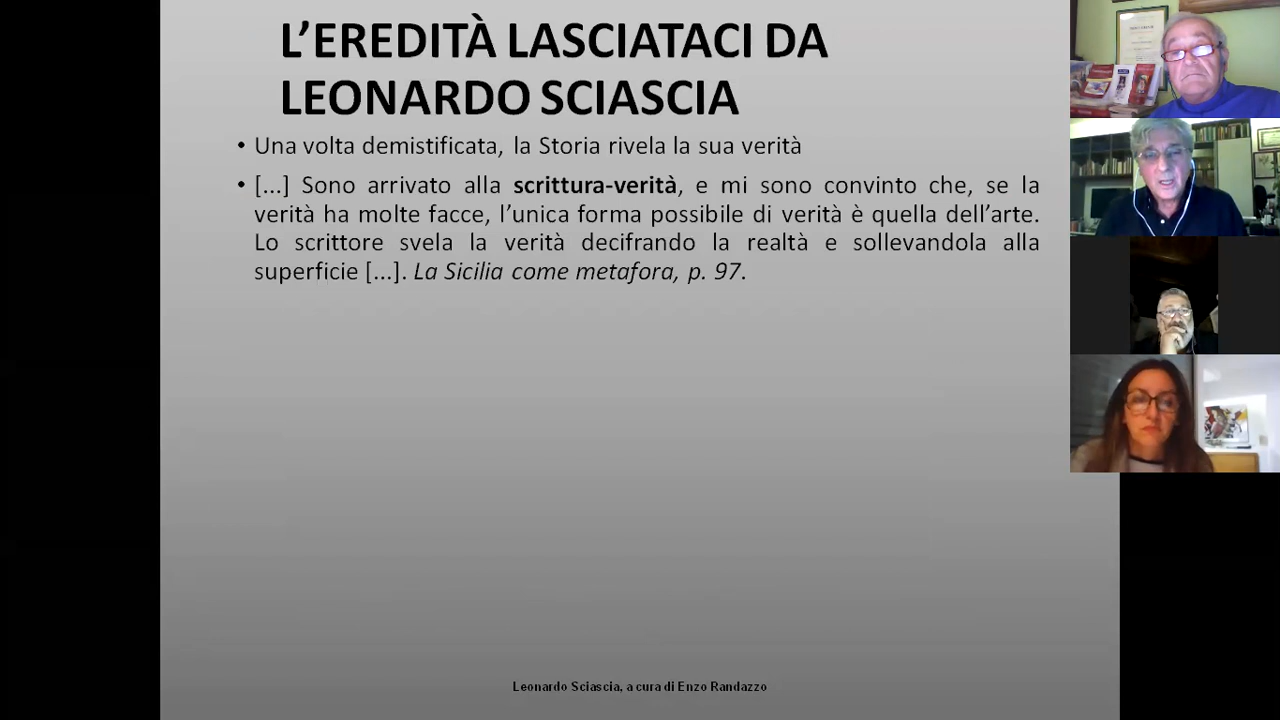 L’EREDITÀ LASCIATACI DA
LEONARDO SCIASCIA
• Una volta demistificata, la Storia rivela la sua verità
• [...] Sono arrivato alla scrittura-verità, e mi sono convinto che, se la
verità ha molte facce, l’unica forma possibile di verità è quella dell’arte.
Lo scrittore svela la verità decifrando la realtà e sollevandola alla
superficie [...]. La Sicilia come metafora, p. 97.
Leonardo Sciascia, a cura di Enzo Randazzo